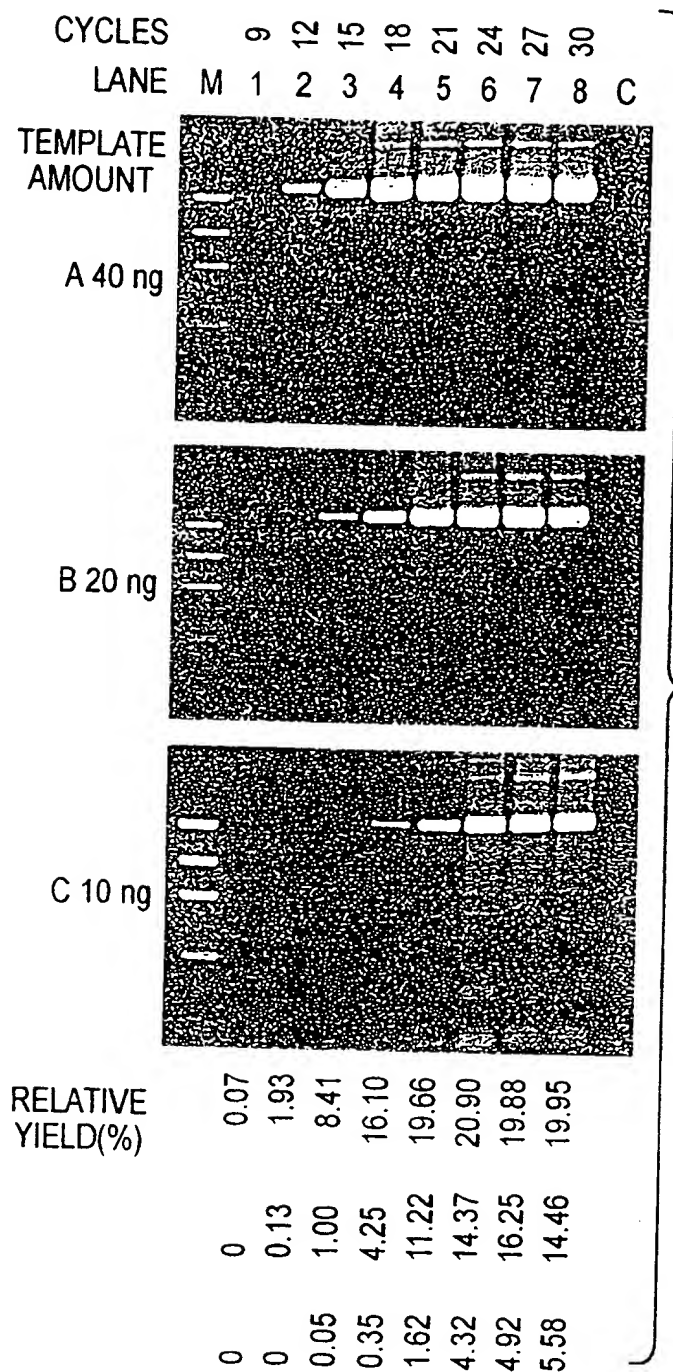 CYCLES 9 12 15 18 21 24 27 30
LANE M 1 2 3 4 5 6 7 8 C
TEMPLATE
AMOUNT
A 40 ng
B 20 ng
C 10 ng
RELATIVE
YIELD(%)
0.07 1.93 8.41 16.10 19.66 20.90 19.88 19.95
0 0.13 1.00 4.25 11.22 14.37 16.25 14.46
0 0 0.05 0.35 1.62 4.32 4.92 5.58